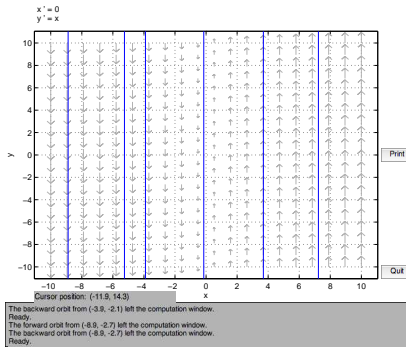 x ' = 0
y ' = x
10
8
6
4
2
0
−2
−4
−6
−8
−10
y
−10
−8
−6
−4
−2
0
2
4
6
8
10
x
Print
Quit
Cursor position: (-11.9, 14.3)
The backward orbit from (-3.9, -2.1) left the computation window.
Ready.
The forward orbit from (-8.9, -2.7) left the computation window.
The backward orbit from (-8.9, -2.7) left the computation window.
Ready.